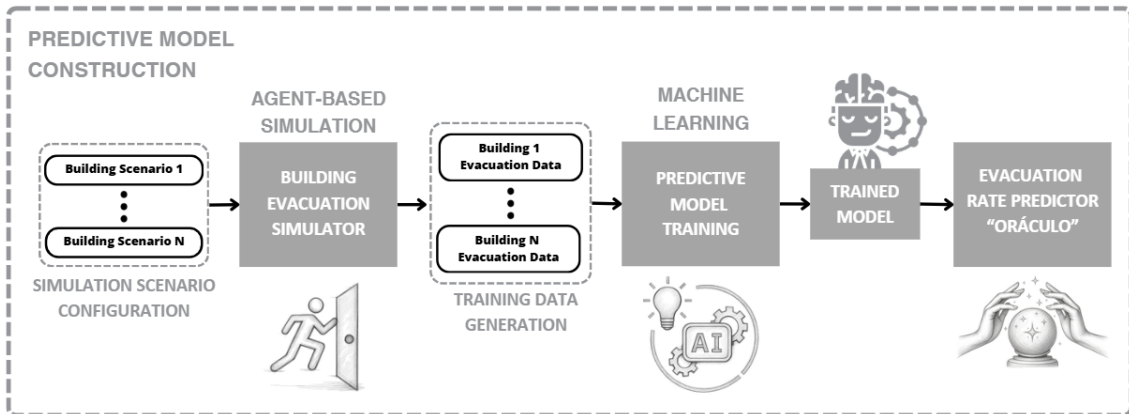 PREDICTIVE MODEL
CONSTRUCTION
Building Scenario 1
Building Scenario N
SIMULATION SCENARIO
CONFIGURATION
AGENT-BASED
SIMULATION
BUILDING
EVACUATION
SIMULATOR
Building 1
Evacuation Data
Building N
Evacuation Data
TRAINING DATA
GENERATION
MACHINE
LEARNING
PREDICTIVE
MODEL
TRAINING
AI
TRAINED
MODEL
EVACUATION
RATE PREDICTOR
“ORÁCULO”